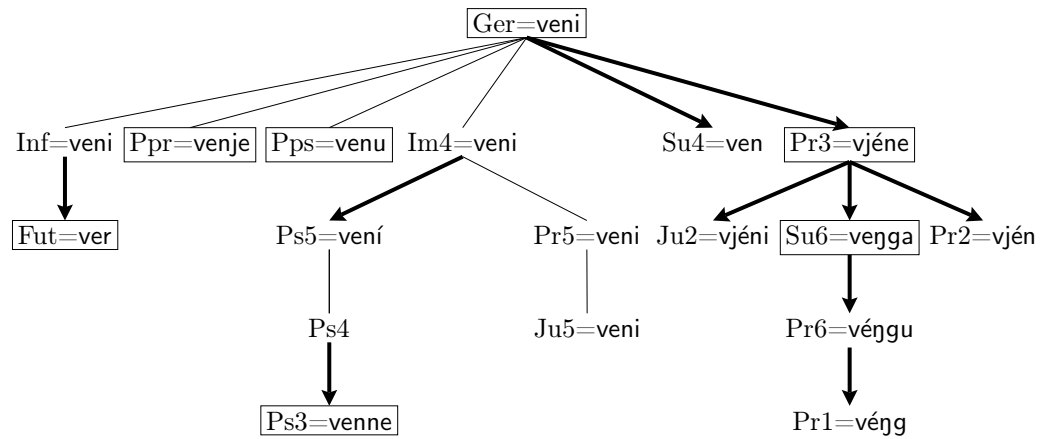 Ger=veni
Inf=veni Ppr=venje Pps=venu Im4=veni Su4=ven Pr3=vjéne
Fut=ver Ps5=vení Pr5=veni Ju2=vjéni Su6=veŋga Pr2=vjén
Ps4 Ju5=veni Pr6=véŋgu
Ps3=venne Pr1=véŋg